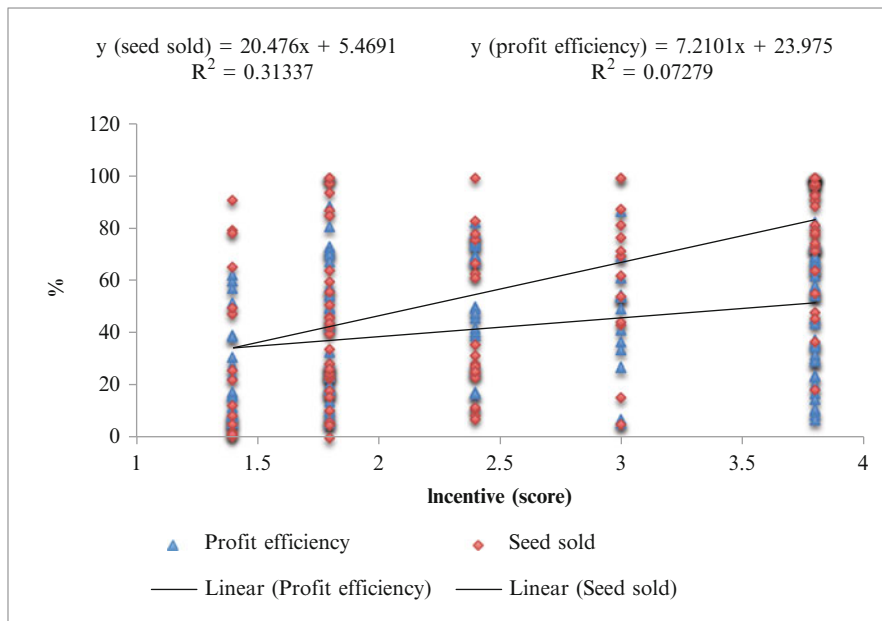 y (seed sold) = 20.476x + 5.4691
R² = 0.31337
y (profit efficiency) = 7.2101x + 23.975
R² = 0.07279
120
100
80
60
40
20
0
%
1 1.5 2 2.5 3 3.5 4
Incentive (score)
Profit efficiency Seed sold
Linear (Profit efficiency) Linear (Seed sold)